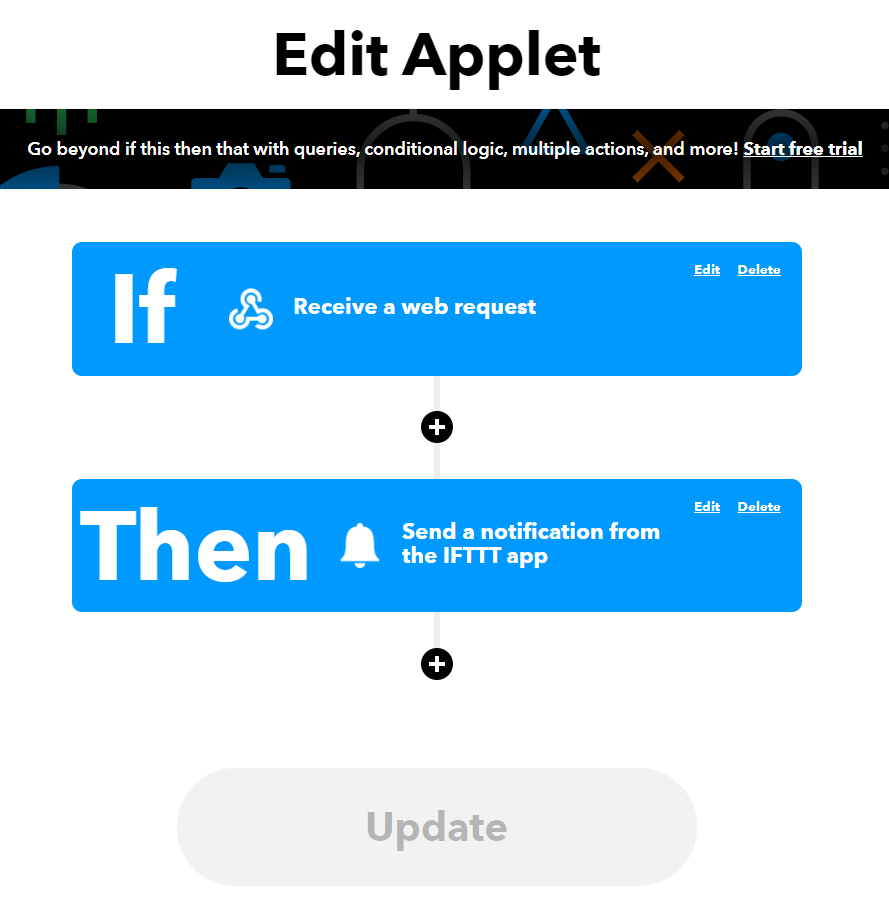 Edit Applet
Go beyond if this then that with queries, conditional logic, multiple actions, and more! Start free trial
Edit Delete
If
Receive a web request
Edit Delete
Then
Send a notification from
the IFTTT app
Update